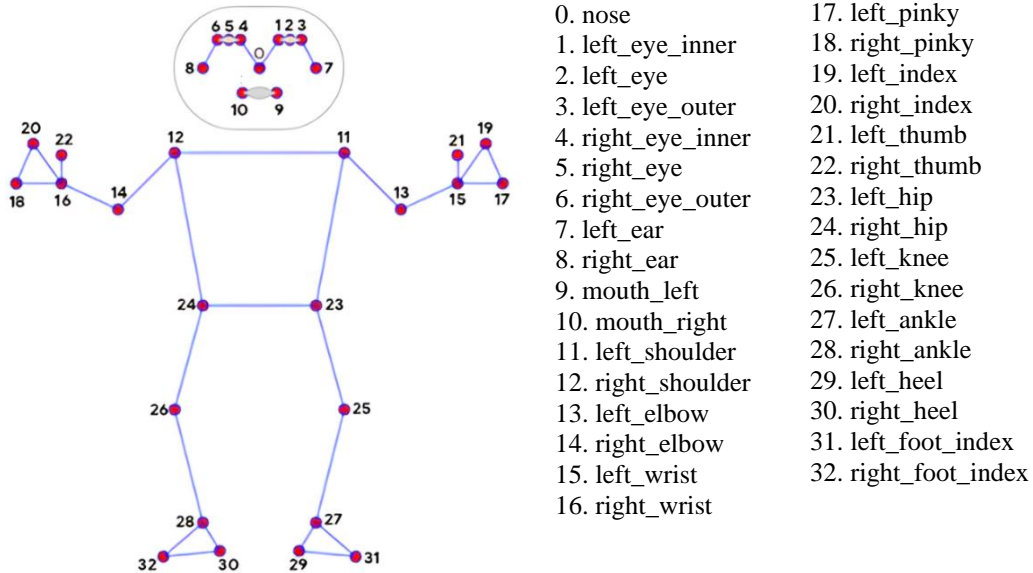 6 5 4 1 2 3
0
8 7
10 9
20 22 12 11 21 19
18 16 14 13 15 17
24 23
26 25
28 27
32 30 29 31
0. nose
1. left_eye_inner
2. left_eye
3. left_eye_outer
4. right_eye_inner
5. right_eye
6. right_eye_outer
7. left_ear
8. right_ear
9. mouth_left
10. mouth_right
11. left_shoulder
12. right_shoulder
13. left_elbow
14. right_elbow
15. left_wrist
16. right_wrist
17. left_pinky
18. right_pinky
19. left_index
20. right_index
21. left_thumb
22. right_thumb
23. left_hip
24. right_hip
25. left_knee
26. right_knee
27. left_ankle
28. right_ankle
29. left_heel
30. right_heel
31. left_foot_index
32. right_foot_index